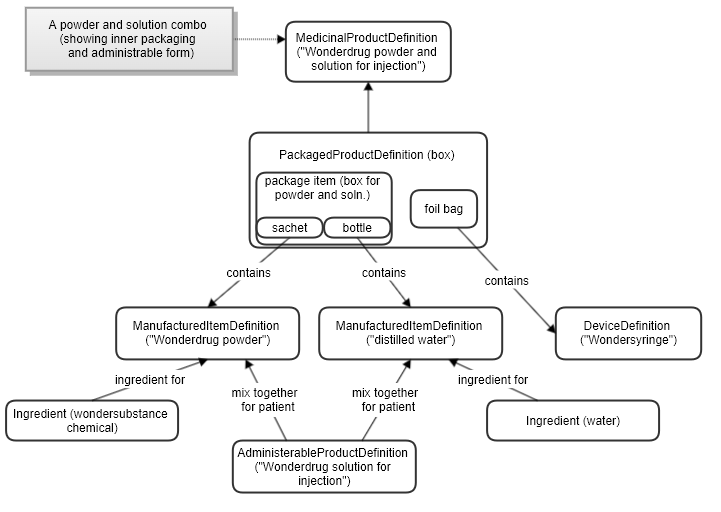 A powder and solution combo
(showing inner packaging
and administrable form)
MedicinalProductDefinition
("Wonderdrug powder and
solution for injection")
PackagedProductDefinition (box)
package item (box for
powder and soln.)
sachet
bottle
foil bag
contains
contains
contains
ManufacturedItemDefinition
("Wonderdrug powder")
ManufacturedItemDefinition
("distilled water")
DeviceDefinition
("Wondersyringe")
ingredient for
mix together
for patient
mix together
for patient
ingredient for
Ingredient (wondersubstance
chemical)
Ingredient (water)
AdministerableProductDefinition
("Wonderdrug solution for
injection")